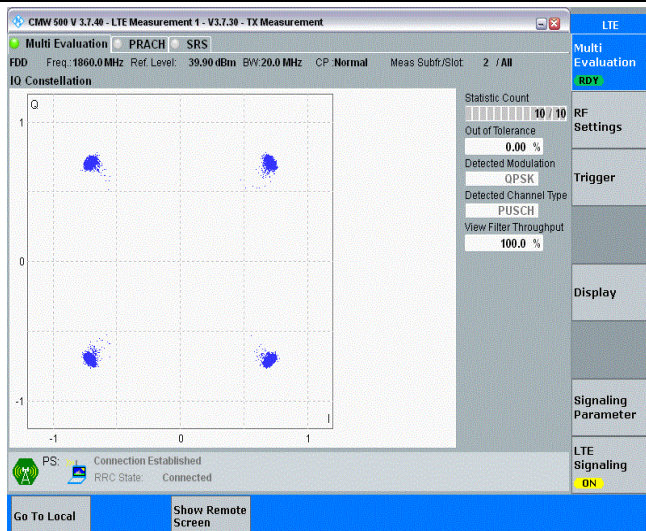 CMW 500 V 3.7.40 - LTE Measurement 1 - V3.7.30 - TX Measurement
LTE
Multi Evaluation PRACH SRS
FDD Freq.: 1860.0 MHz Ref. Level: 39.90 dBm BW: 20.0 MHz CP : Normal Meas Subfr/Slot: 2 / All
IQ Constellation
Q
1
0
-1
I
-1 0 1
Statistic Count
10 / 10
Out of Tolerance
0.00 %
Detected Modulation
QPSK
Detected Channel Type
PUSCH
View Filter Throughput
100.0 %
Multi
Evaluation
RDY
RF
Settings
Trigger
Display
Signaling
Parameter
LTE
Signaling
ON
PS: Connection Established
RRC State: Connected
Go To Local
Show Remote
Screen